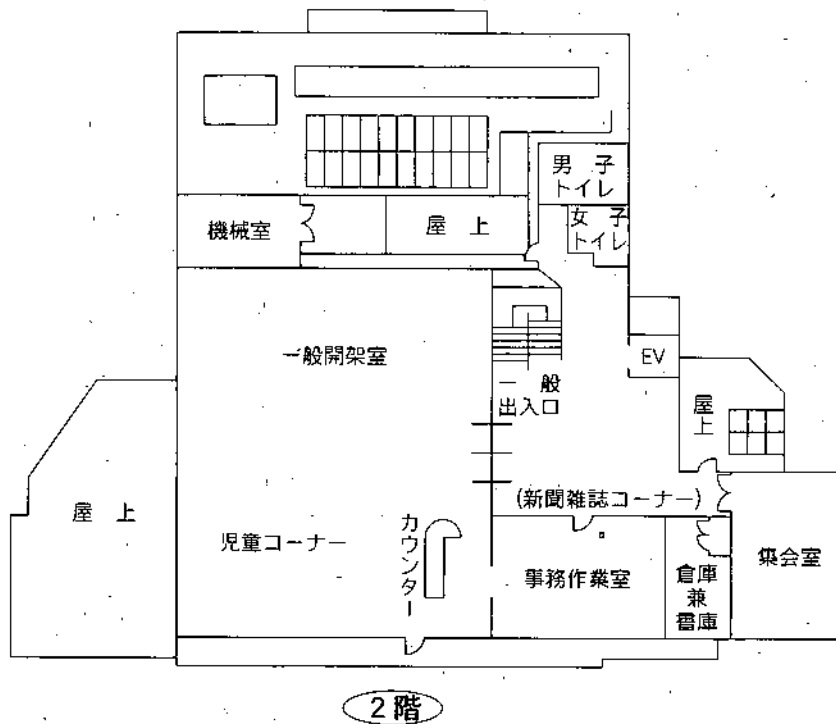 男 子
トイレ
女 子
トイレ
機械室
屋 上
一般開架室
EV
一 般
出入口
屋上
(新聞雑誌コーナー)
屋 上
児童コーナー
カウンター
事務作業室
倉庫
兼
書庫
集会室
2階